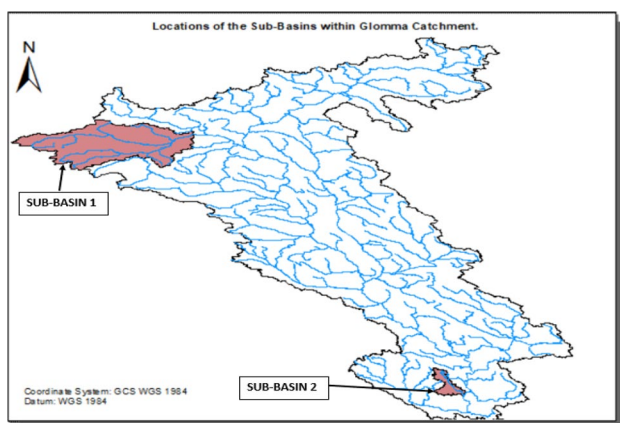 Locations of the Sub-Basins within Glomma Catchment.
N
SUB-BASIN 1
SUB-BASIN 2
Coordinate System: GCS WGS 1984
Datum: WGS 1984